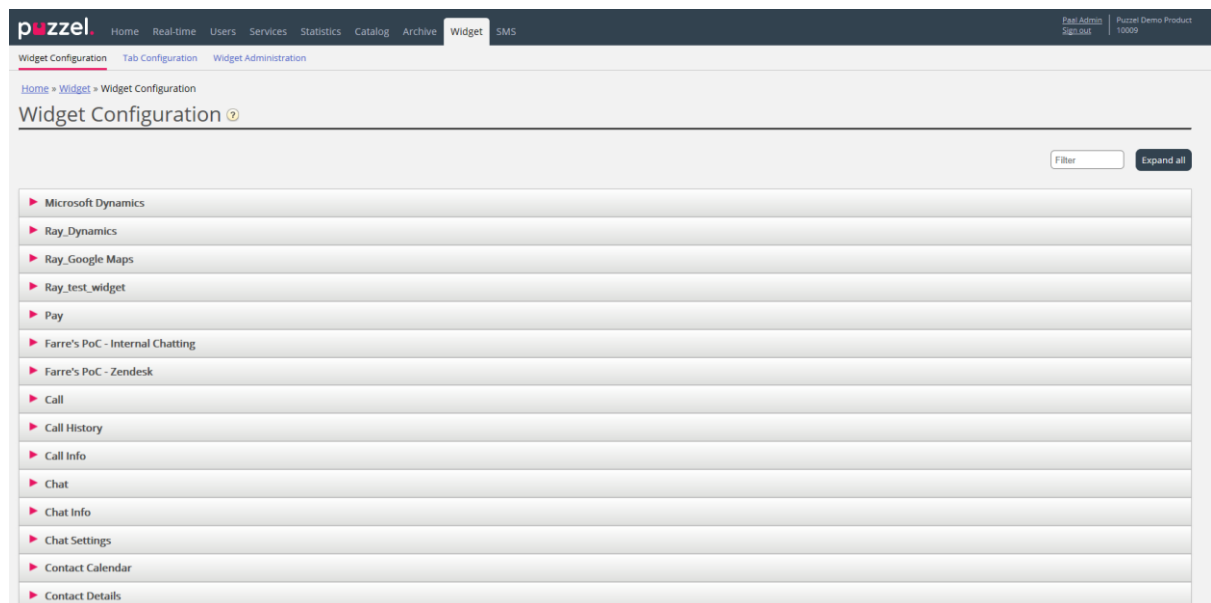 puzzel. Home Real-time Users Services Statistics Catalog Archive Widget SMS
Paal Admin
Sign out
Puzzel Demo Product
10009
Widget Configuration Tab Configuration Widget Administration
Home » Widget » Widget Configuration
Widget Configuration ?
Filter Expand all
Microsoft Dynamics
Ray_Dynamics
Ray_Google Maps
Ray_test_widget
Pay
Farre's PoC - Internal Chatting
Farre's PoC - Zendesk
Call
Call History
Call Info
Chat
Chat Info
Chat Settings
Contact Calendar
Contact Details